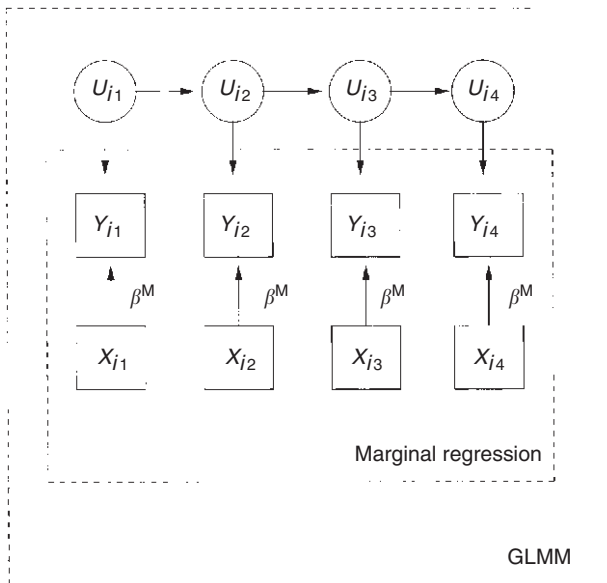 Ui1 Ui2 Ui3 Ui4
Yi1 Yi2 Yi3 Yi4
βM βM βM βM
Xi1 Xi2 Xi3 Xi4
Marginal regression
GLMM